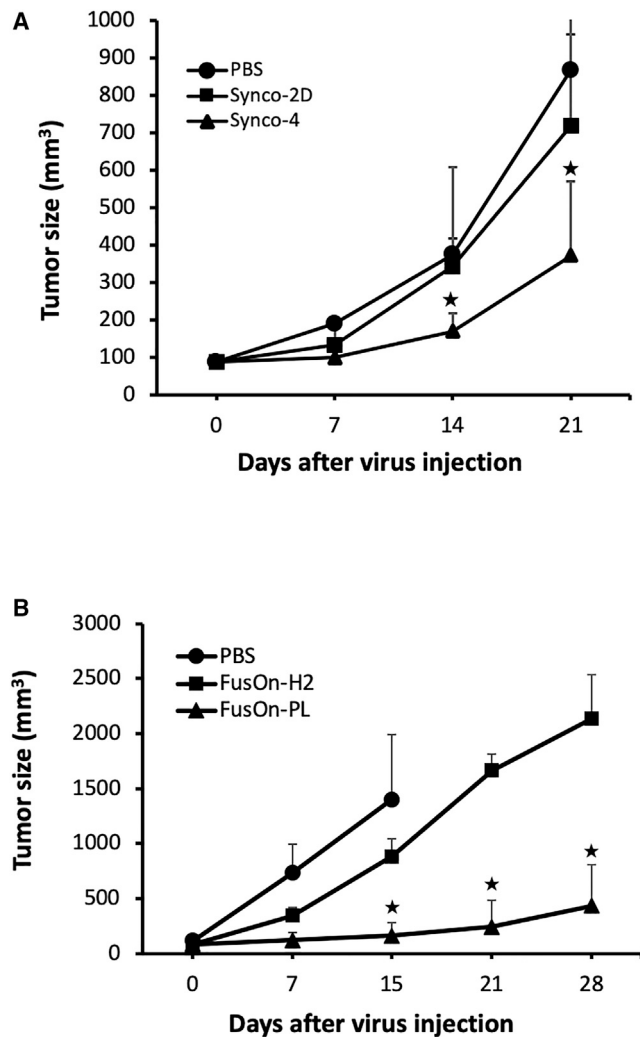 A
1000
900
800
700
600
500
400
300
200
100
0
Tumor size (mm³)
PBS
Synco-2D
Synco-4
0 7 14 21
Days after virus injection
B
3000
2500
2000
1500
1000
500
0
Tumor size (mm³)
PBS
FusOn-H2
FusOn-PL
0 7 15 21 28
Days after virus injection